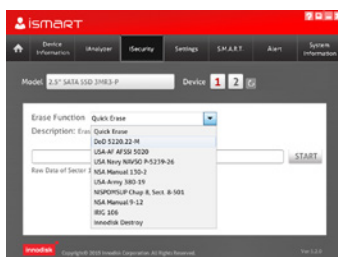 iSMART
Device Information
iAnalyzer
iSecurity
Settings
S.M.A.R.T.
Alert
System Information
Model 2.5" SATA SSD 3MR3-P Device 1 2
Erase Function Quick Erase
Description:
Quick Erase
DoD 5220.22-M
USA-AF AFSSI 5020
USA Navy NAVSO P-5239-26
NSA Manual 130-2
USA-Army 380-19
NISPOMSUP Chap 8, Sect. 8-501
NSA Manual 9-12
IRIG 106
Innodisk Destroy
START
Raw Data of Sector
innodisk Copyright © 2015 Innodisk Corporation. All Rights Reserved.